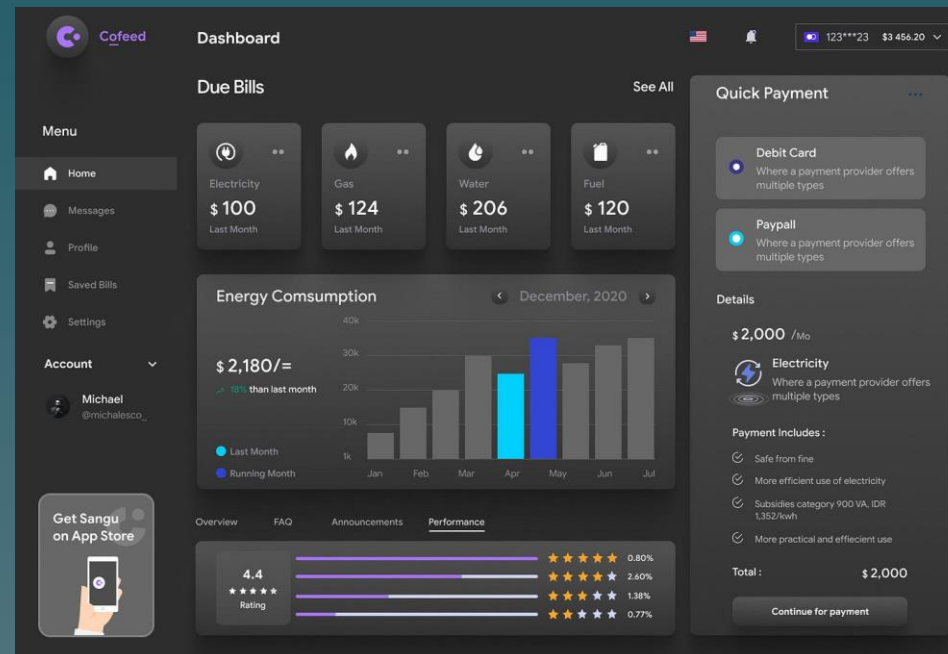 Cofeed
Dashboard
123***23 $3 456.20
Menu
Home
Messages
Profile
Saved Bills
Settings
Account
Michael
@michalesco_
Get Sangu
on App Store
Due Bills
See All
Electricity
$ 100
Last Month
Gas
$ 124
Last Month
Water
$ 206
Last Month
Fuel
$ 120
Last Month
Energy Comsumption
December, 2020
$ 2,180/=
18% than last month
Last Month
Running Month
40k
30k
20k
10k
1k
Jan Feb Mar Apr May Jun Jul
Overview FAQ Announcements Performance
4.4
Rating
0.80%
2.60%
1.38%
0.77%
Quick Payment
Debit Card
Where a payment provider offers
multiple types
Paypall
Where a payment provider offers
multiple types
Details
$ 2,000 /Mo
Electricity
Where a payment provider offers
multiple types
Payment Includes :
Safe from fine
More efficient use of electricity
Subsidies category 900 VA, IDR
1,352/kwh
More practical and effiecient use
Total : $ 2,000
Continue for payment